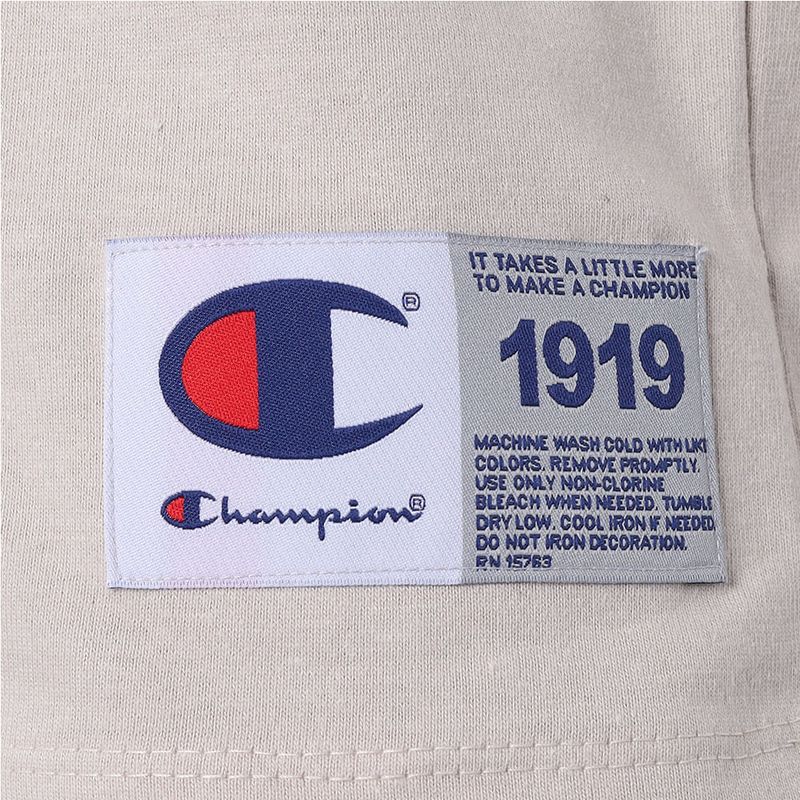 ®
Champion®
IT TAKES A LITTLE MORE
TO MAKE A CHAMPION
1919
MACHINE WASH COLD WITH LIKE
COLORS. REMOVE PROMPTLY.
USE ONLY NON-CLORINE
BLEACH WHEN NEEDED. TUMBLE
DRY LOW. COOL IRON IF NEEDED
DO NOT IRON DECORATION.
RN 15763